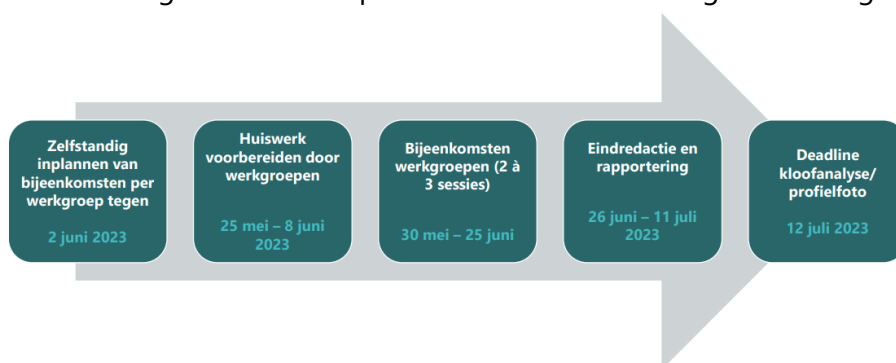 Zelfstandig
inplannen van
bijeenkomsten per
werkgroep tegen
2 juni 2023
Huiswerk
voorbereiden door
werkgroepen
25 mei – 8 juni
2023
Bijeenkomsten
werkgroepen (2 à
3 sessies)
30 mei – 25 juni
Eindredactie en
rapportering
26 juni – 11 juli
2023
Deadline
kloofanalyse/
profielfoto
12 juli 2023